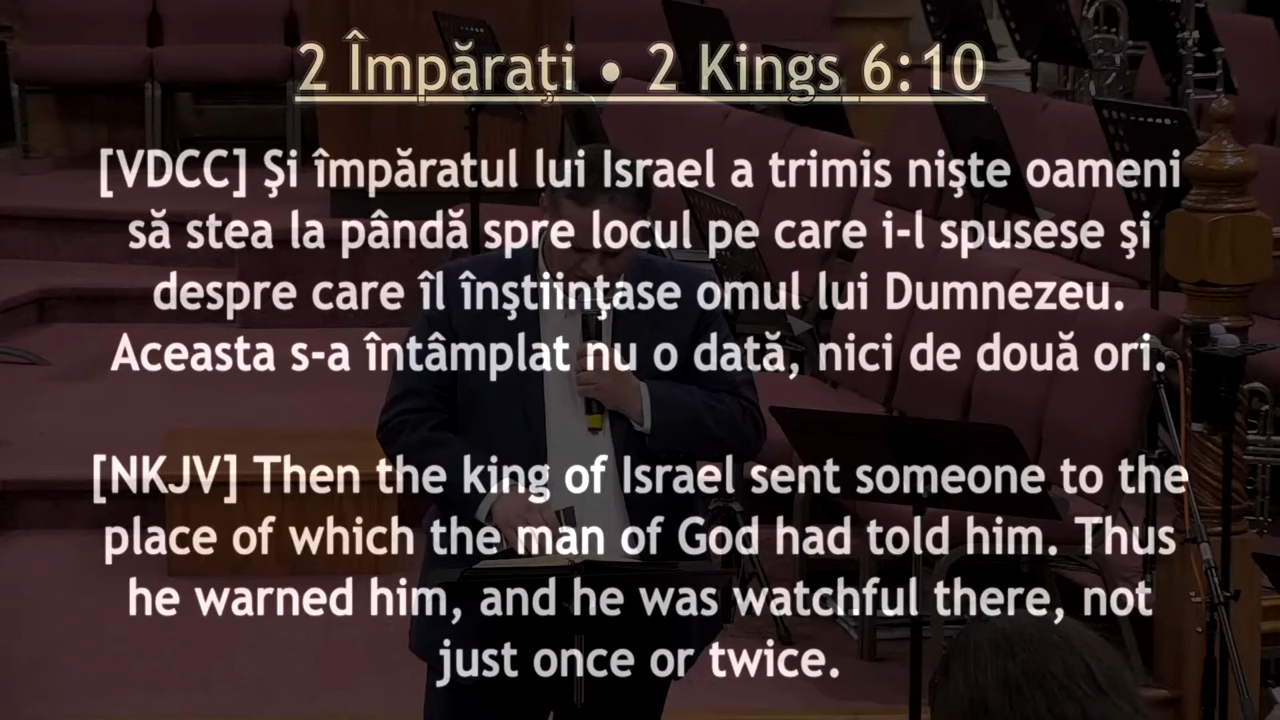 2 Împăraţi • 2 Kings 6:10
[VDCC] Şi împăratul lui Israel a trimis nişte oameni
să stea la pândă spre locul pe care i-l spusese şi
despre care îl înştiinţase omul lui Dumnezeu.
Aceasta s-a întâmplat nu o dată, nici de două ori.
[NKJV] Then the king of Israel sent someone to the
place of which the man of God had told him. Thus
he warned him, and he was watchful there, not
just once or twice.